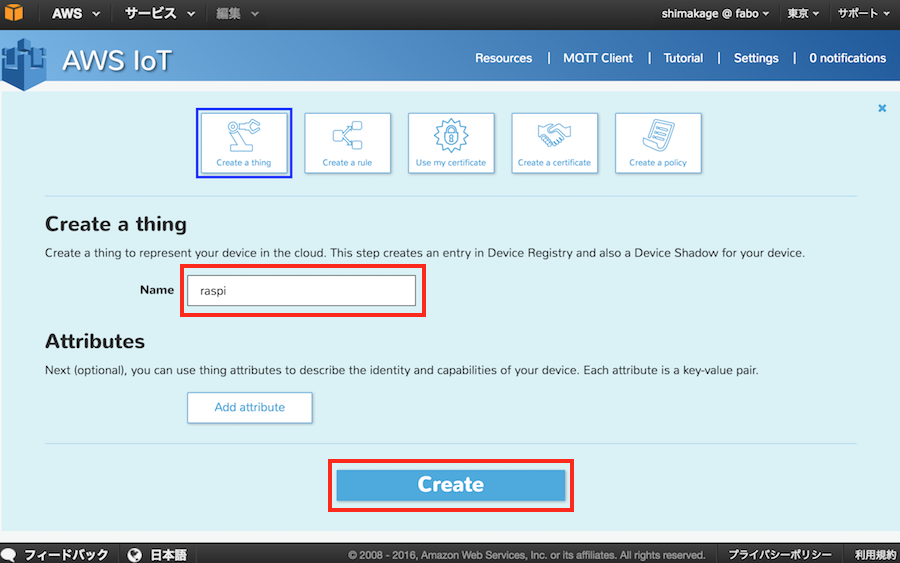 AWS サービス 編集 shimakage @ fabo 東京 サポート
AWS IoT
Resources | MQTT Client | Tutorial | Settings | 0 notifications
Create a thing Create a rule Use my certificate Create a certificate Create a policy
Create a thing
Create a thing to represent your device in the cloud. This step creates an entry in Device Registry and also a Device Shadow for your device.
Name raspi
Attributes
Next (optional), you can use thing attributes to describe the identity and capabilities of your device. Each attribute is a key-value pair.
Add attribute
Create
フィードバック 日本語 © 2008 - 2016, Amazon Web Services, Inc. or its affiliates. All rights reserved. プライバシーポリシー 利用規約